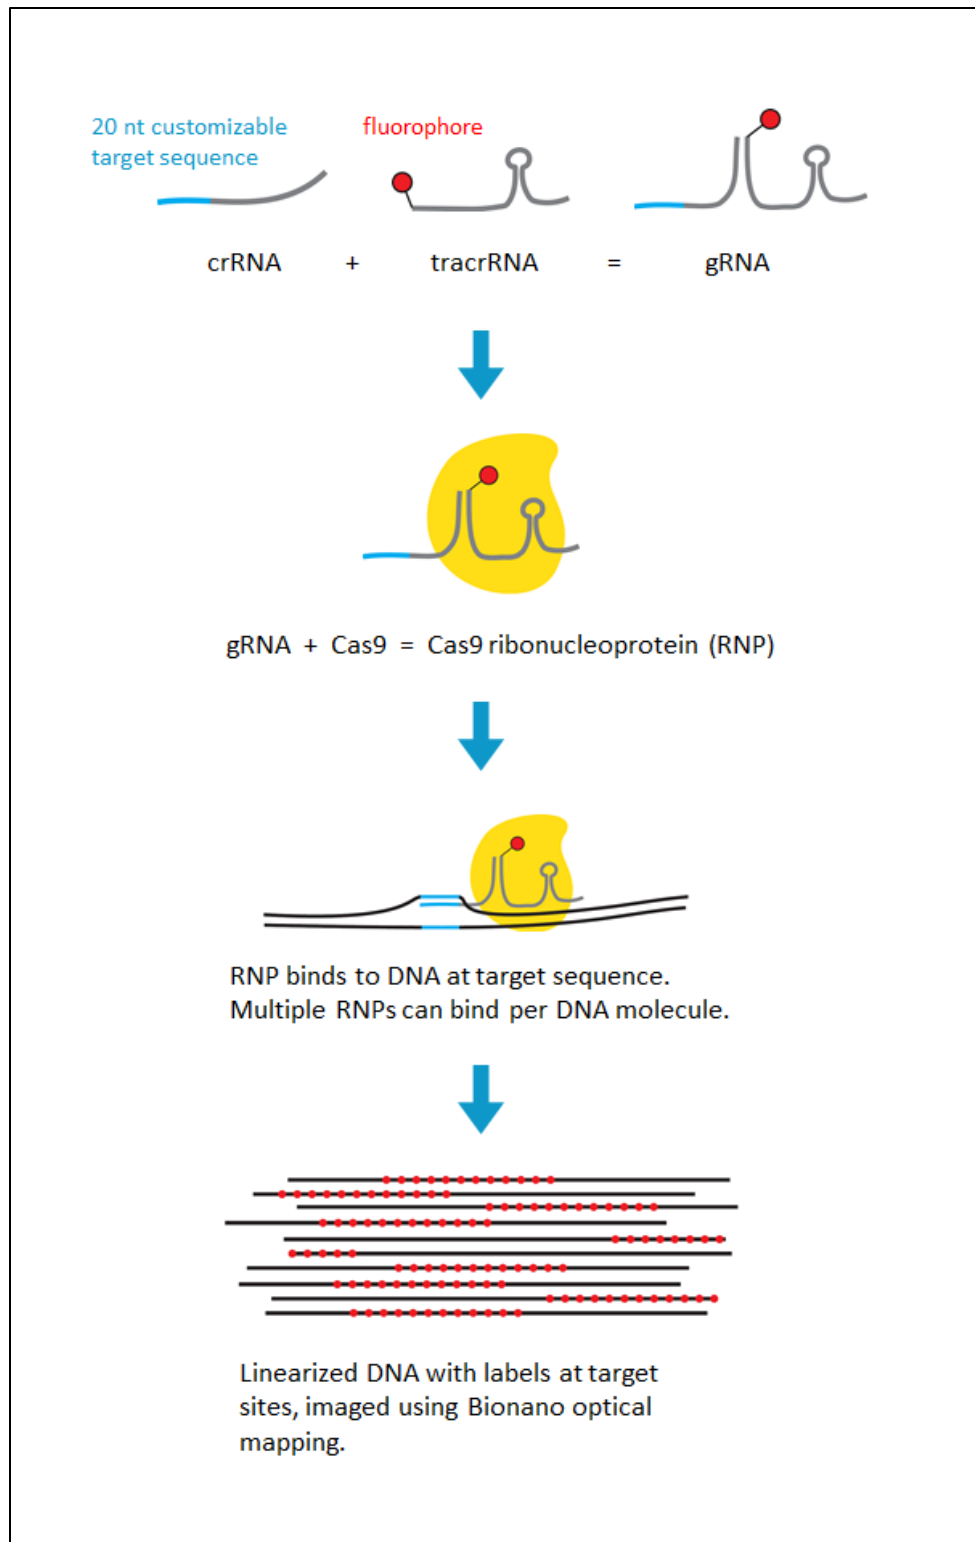 20 nt customizable
target sequence
fluorophore
crRNA + tracrRNA = gRNA
gRNA + Cas9 = Cas9 ribonucleoprotein (RNP)
RNP binds to DNA at target sequence.
Multiple RNPs can bind per DNA molecule.
Linearized DNA with labels at target
sites, imaged using Bionano optical
mapping.